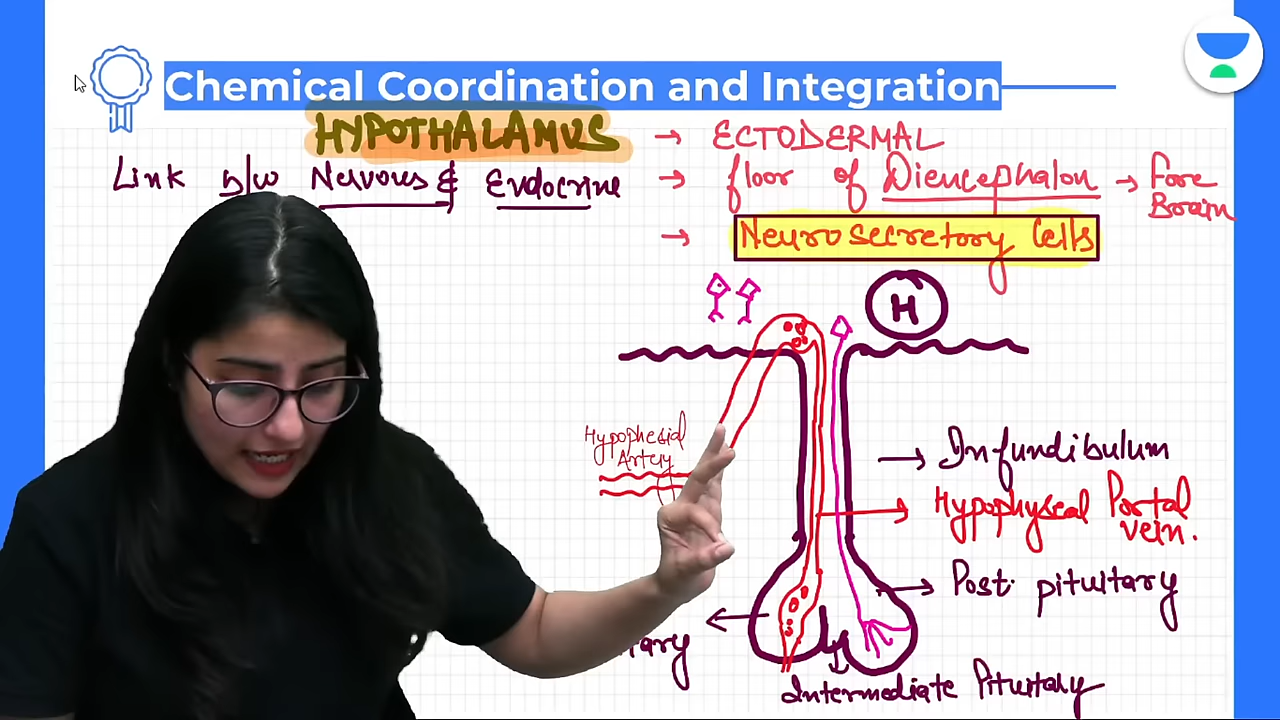 Chemical Coordination and Integration
HYPOTHALAMUS → ECTODERMAL
Link b/w Nervous & Endocrine → floor of Diencephalon → Fore Brain
→ Neurosecretory Cells
H
Hypophesial
Artery
→ Infundibulum
→ Hypophyseal Portal
vein.
→ Post. pituitary
tary
Intermediate Pituitary